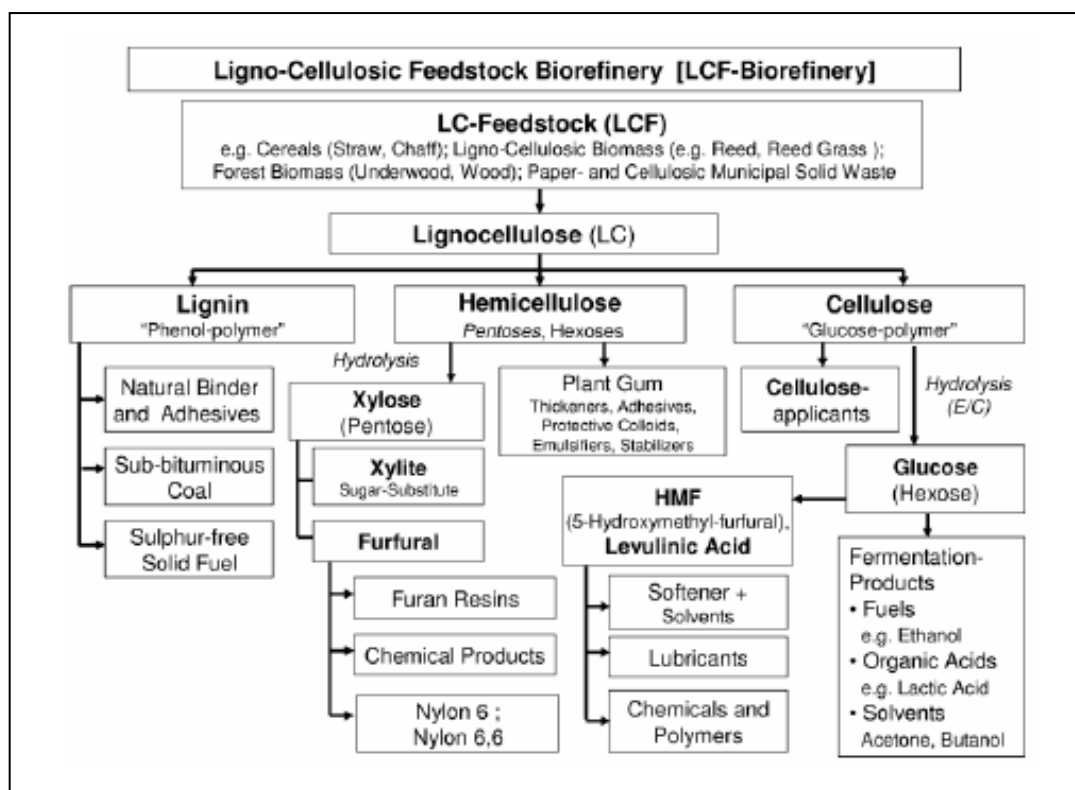 Ligno-Cellulosic Feedstock Biorefinery [LCF-Biorefinery]
LC-Feedstock (LCF)
e.g. Cereals (Straw, Chaff); Ligno-Cellulosic Biomass (e.g. Reed, Reed Grass );
Forest Biomass (Underwood, Wood); Paper- and Cellulosic Municipal Solid Waste
Lignocellulose (LC)
Lignin
"Phenol-polymer"
Natural Binder
and Adhesives
Sub-bituminous
Coal
Sulphur-free
Solid Fuel
Hemicellulose
Pentoses, Hexoses
Hydrolysis
Xylose
(Pentose)
Xylite
Sugar-Substitute
Furfural
Furan Resins
Chemical Products
Nylon 6 ;
Nylon 6,6
Plant Gum
Thickeners, Adhesives,
Protective Colloids,
Emulsifiers, Stabilizers
Cellulose
"Glucose-polymer"
Cellulose-
applicants
Hydrolysis
(E/C)
Glucose
(Hexose)
HMF
(5-Hydroxymethyl-furfural),
Levulinic Acid
Softener +
Solvents
Lubricants
Chemicals and
Polymers
Fermentation-
Products
• Fuels
e.g. Ethanol
• Organic Acids
e.g. Lactic Acid
• Solvents
Acetone, Butanol